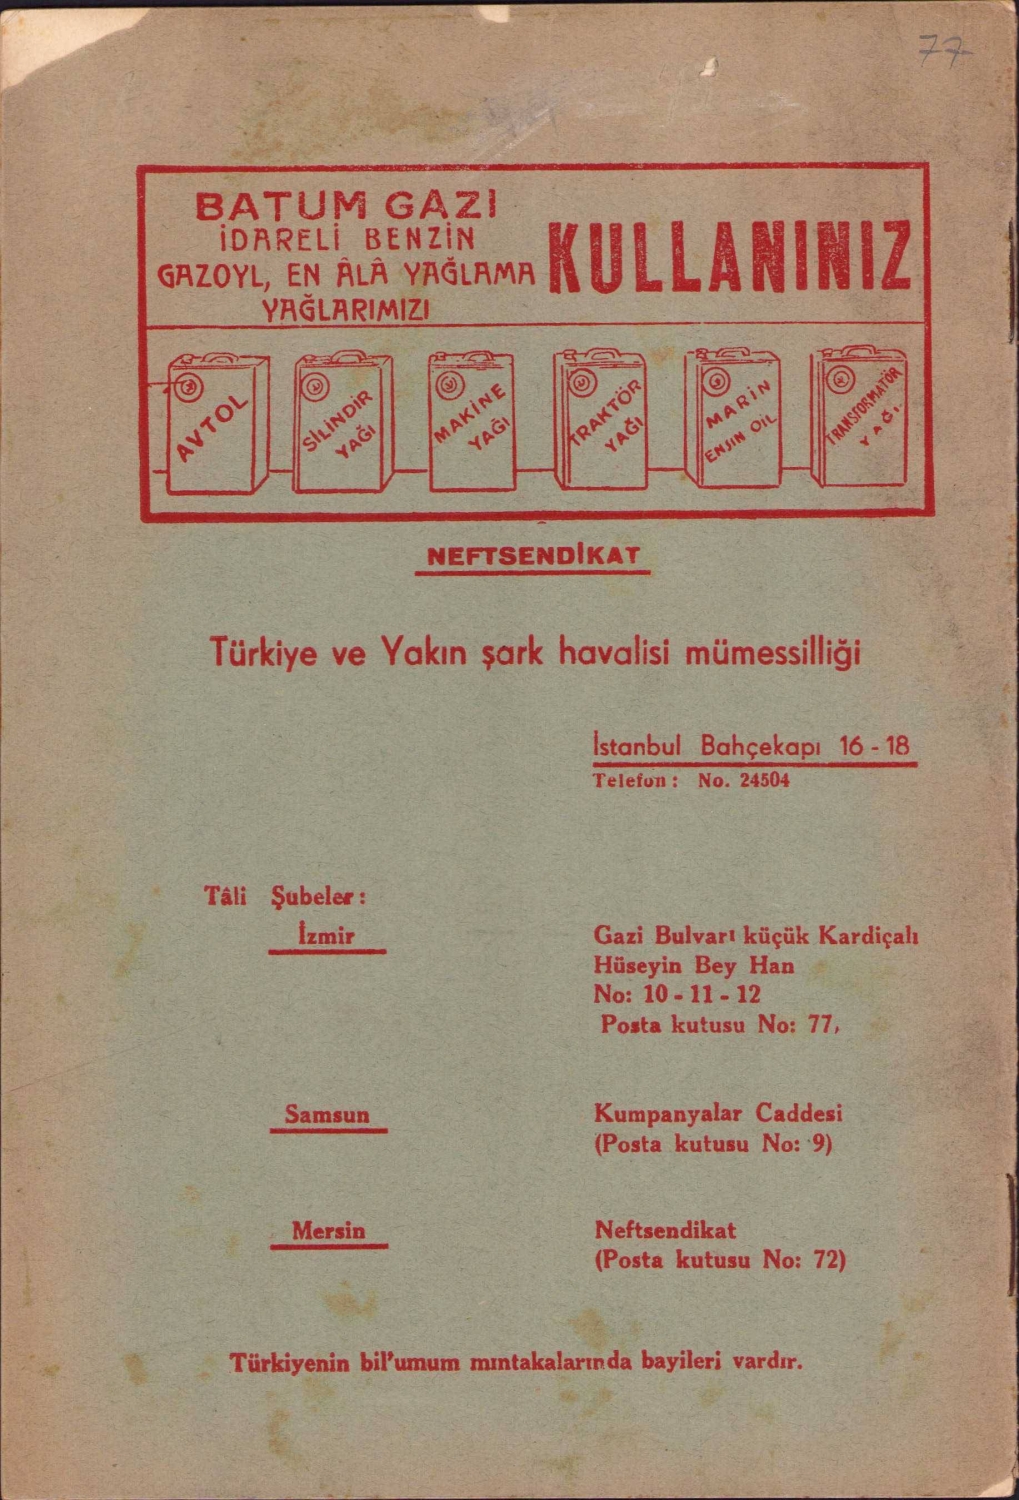 77
BATUM GAZI
İDARELİ BENZİN
GAZOYL, EN ÂLÂ YAĞLAMA
YAĞLARIMIZI
KULLANINIZ
AVTOL
SİLİNDİR
YAĞI
MAKİNE
YAĞI
TRAKTÖR
YAĞI
MARİN
ENJIN OIL
TRANSFORMATÖR
YAĞI.
NEFTSENDİKAT
Türkiye ve Yakın şark havalisi mümessilliği
İstanbul Bahçekapı 16 - 18
Telefon : No. 24504
Tâli Şubeler :
İzmir
Gazi Bulvarı küçük Kardiçalı
Hüseyin Bey Han
No: 10 - 11 - 12
Posta kutusu No: 77,
Samsun
Kumpanyalar Caddesi
(Posta kutusu No: 9)
Mersin
Neftsendikat
(Posta kutusu No: 72)
Türkiyenin bil'umum mıntakalarında bayileri vardır.